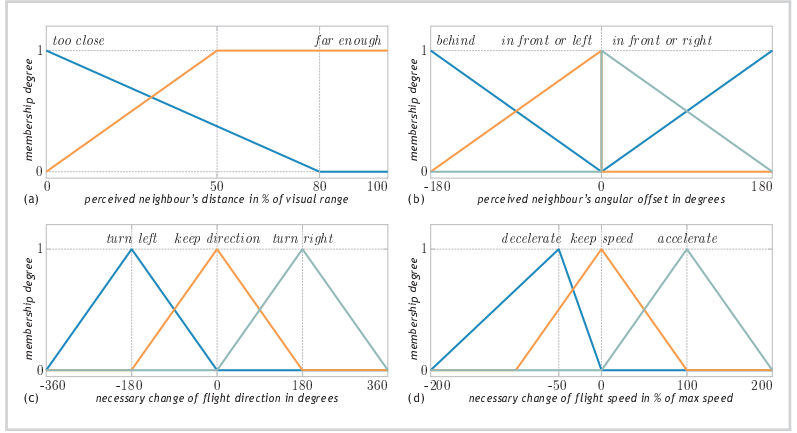 too close far enough
1
membership degree
0
0 50 80 100
(a) perceived neighbour's distance in % of visual range
behind in front or left in front or right
1
membership degree
0
-180 0 180
(b) perceived neighbour's angular offset in degrees
turn left keep direction turn right
1
membership degree
0
-360 -180 0 180 360
(c) necessary change of flight direction in degrees
decelerate keep speed accelerate
1
membership degree
0
-200 -50 0 100 200
(d) necessary change of flight speed in % of max speed